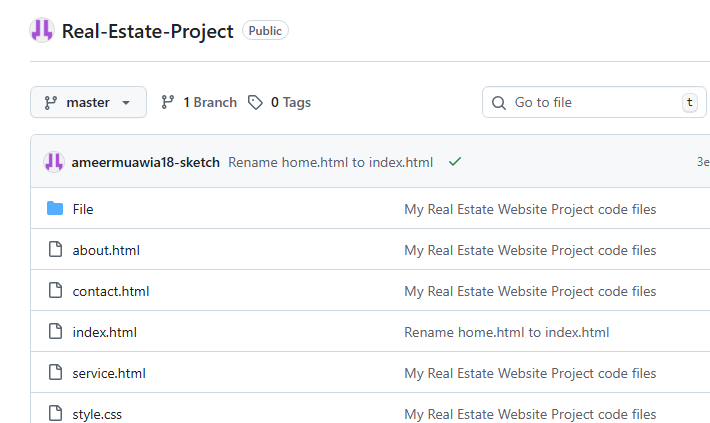 Real-Estate-Project Public
master 1 Branch 0 Tags Go to file t
ameermuawia18-sketch Rename home.html to index.html 3e
File My Real Estate Website Project code files
about.html My Real Estate Website Project code files
contact.html My Real Estate Website Project code files
index.html Rename home.html to index.html
service.html My Real Estate Website Project code files
style.css My Real Estate Website Project code files